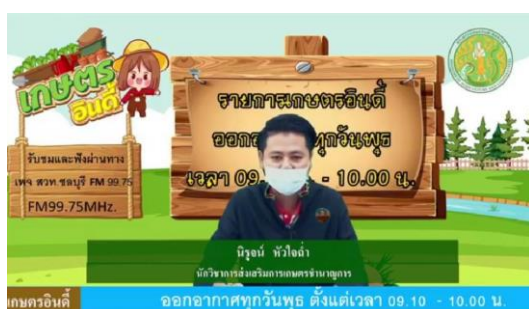 เกษตร
อินดี้
รับชมและฟังผ่านทาง
เพจ สวท.ชลบุรี FM 99.75
FM99.75MHz.
รายการเกษตรอินดี้
ออกอ ทุกวันพุธ
เวลา 09. - 10.00 น.
นิรุจน์ หัวใจฉ่ำ
นักวิชาการส่งเสริมการเกษตรชำนาญการ
เกษตรอินดี้
ออกอากาศทุกวันพุธ ตั้งแต่เวลา 09.10 - 10.00 น.